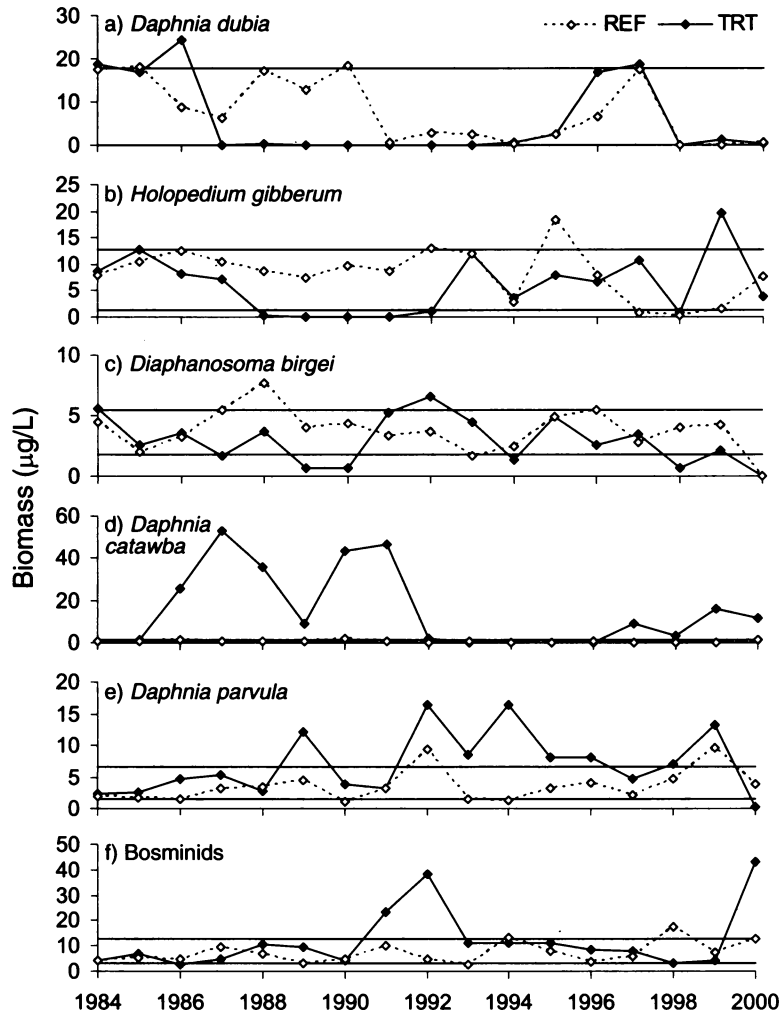 a) Daphnia dubia
REF
TRT
30
20
10
0
b) Holopedium gibberum
25
20
15
10
5
0
c) Diaphanosoma birgei
10
5
0
d) Daphnia
catawba
60
40
20
0
e) Daphnia parvula
20
15
10
5
0
f) Bosminids
50
40
30
20
10
0
Biomass (µg/L)
1984 1986 1988 1990 1992 1994 1996 1998 2000